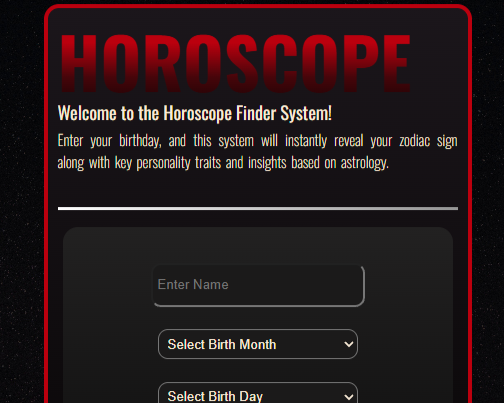 HOROSCOPE
Welcome to the Horoscope Finder System!
Enter your birthday, and this system will instantly reveal your zodiac sign
along with key personality traits and insights based on astrology.
Enter Name
Select Birth Month
Select Birth Day